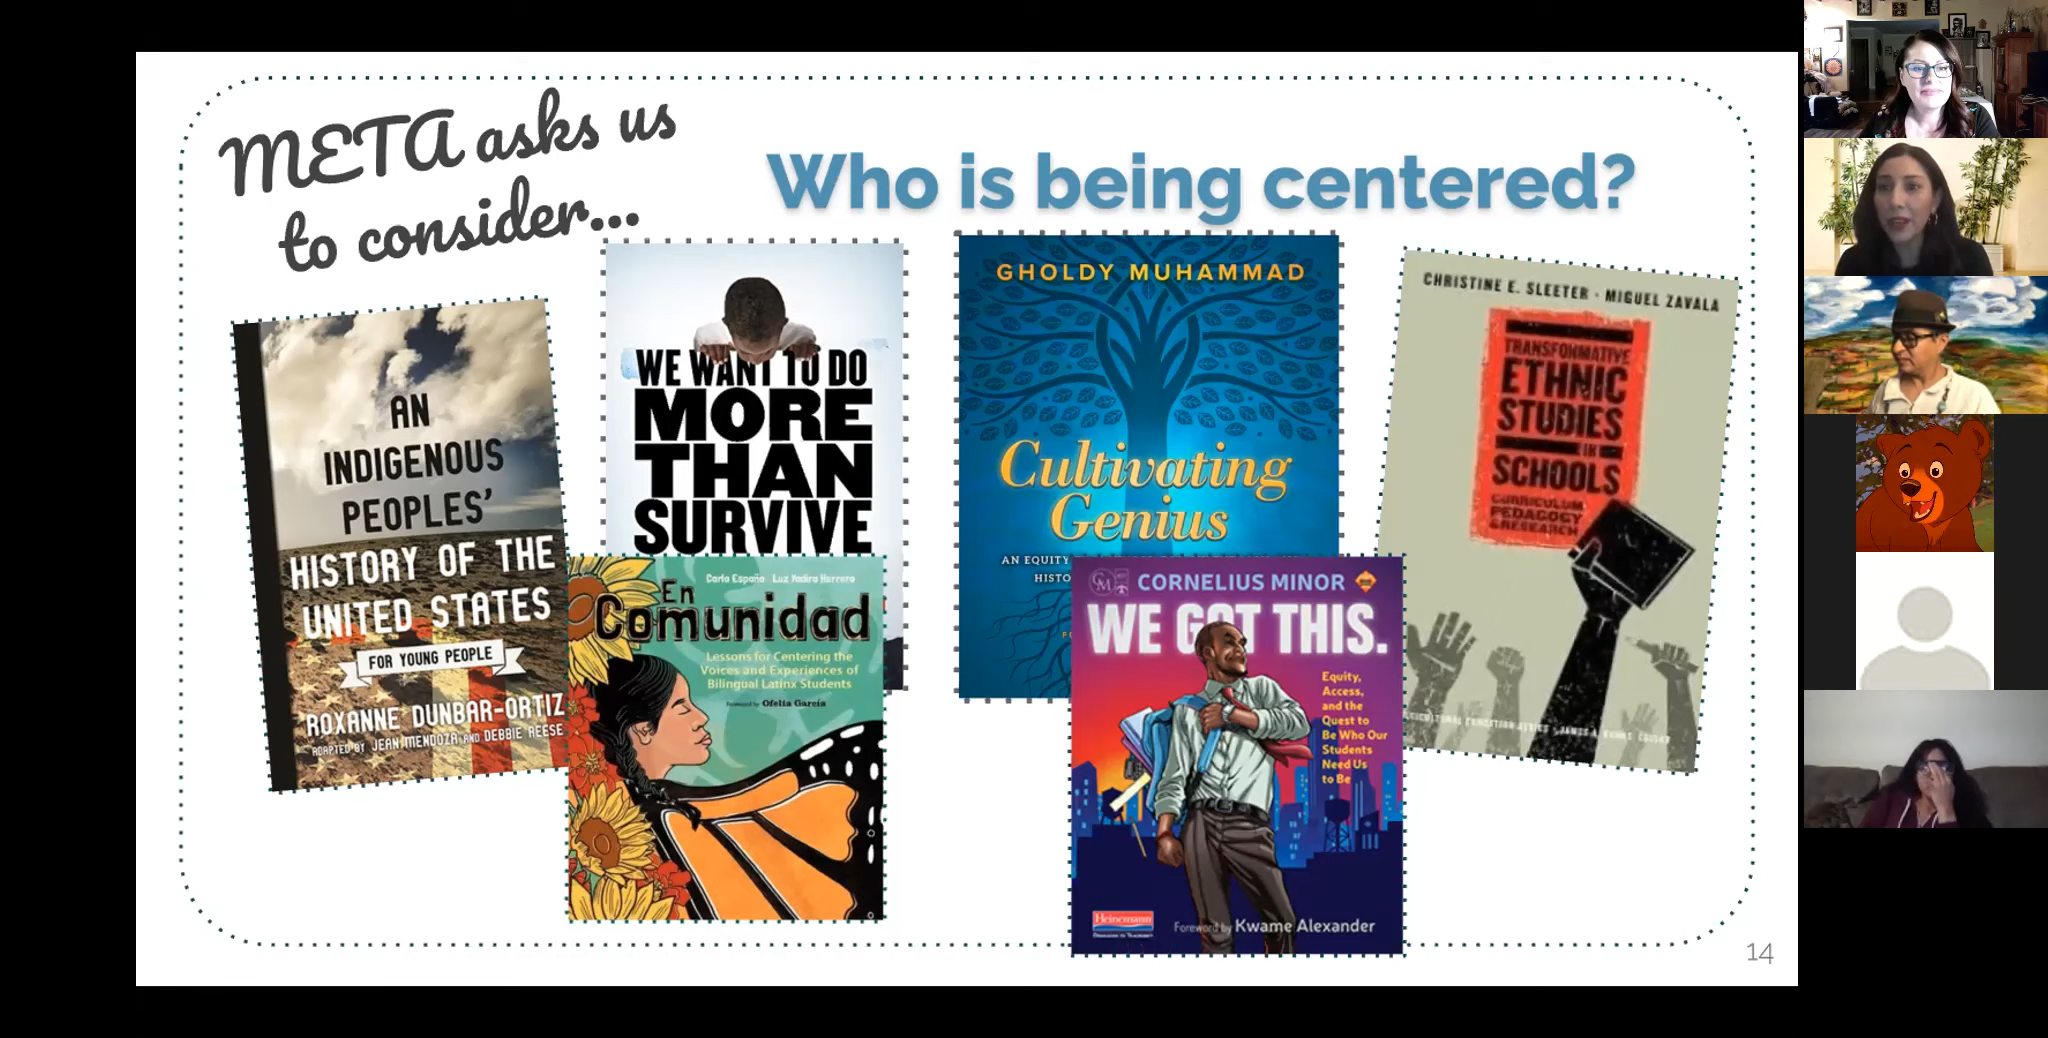 META asks us
to consider...
Who is being centered?
AN
INDIGENOUS
PEOPLES'
HISTORY OF THE
UNITED STATES
FOR YOUNG PEOPLE
ROXANNE DUNBAR-ORTIZ
ADAPTED BY JEAN MENDOZA AND DEBBIE REESE
WE WANT TO DO
MORE
THAN
SURVIVE
Carla España Luz Yadira Herrera
En
Comunidad
Lessons for Centering the
Voices and Experiences of
Bilingual Latinx Students
Foreword by Ofelia García
GHOLDY MUHAMMAD
Cultivating
Genius
AN EQUITY
HISTO
CORNELIUS MINOR
WE GOT THIS.
Equity,
Access,
and the
Quest to
Be Who Our
Students
Need Us
to Be
Heinemann
Foreword by Kwame Alexander
CHRISTINE E. SLEETER · MIGUEL ZAVALA
TRANSFORMATIVE
ETHNIC
STUDIES
IN
SCHOOLS
CURRICULUM
PEDAGOGY
& RESEARCH
14